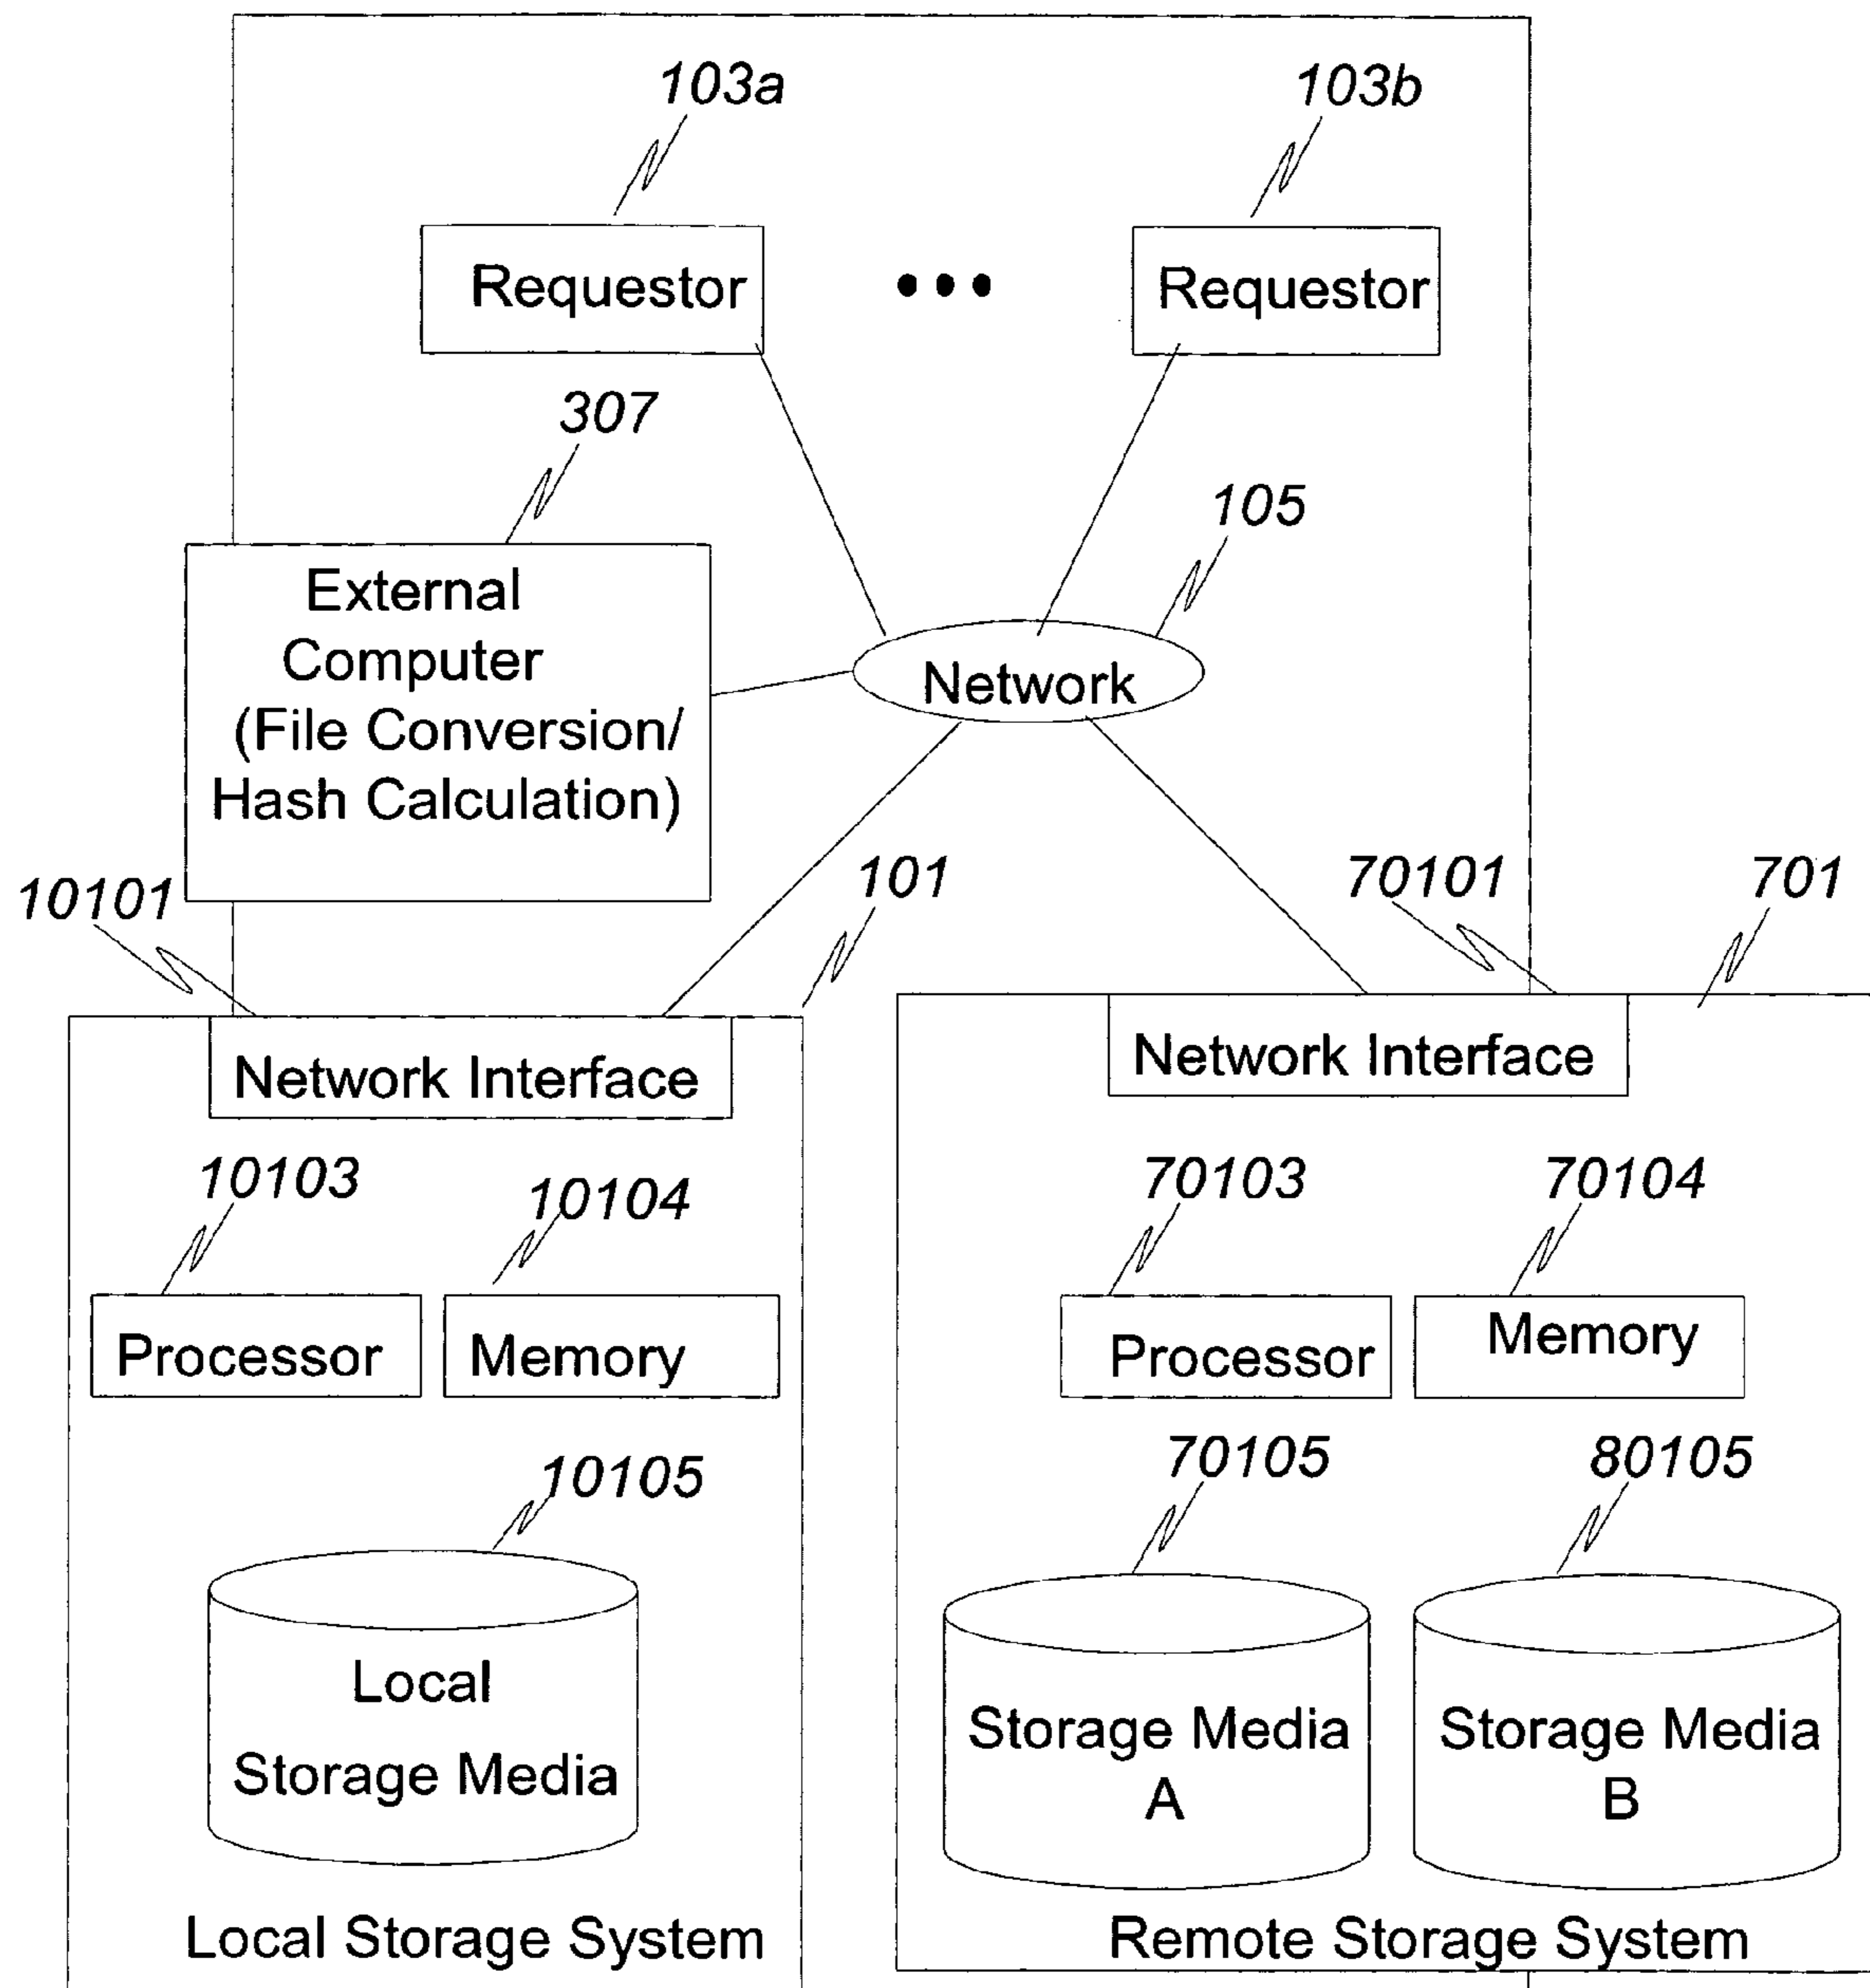 103a
103b
Requestor
Requestor
307
105
External
Computer
(File Conversion/
Hash Calculation)
Network
10101
101
70101
701
Network Interface
Network Interface
10103
10104
70103
70104
Processor
Memory
Processor
Memory
10105
70105
80105
Local
Storage Media
Storage Media
A
Storage Media
B
Local Storage System
Remote Storage System